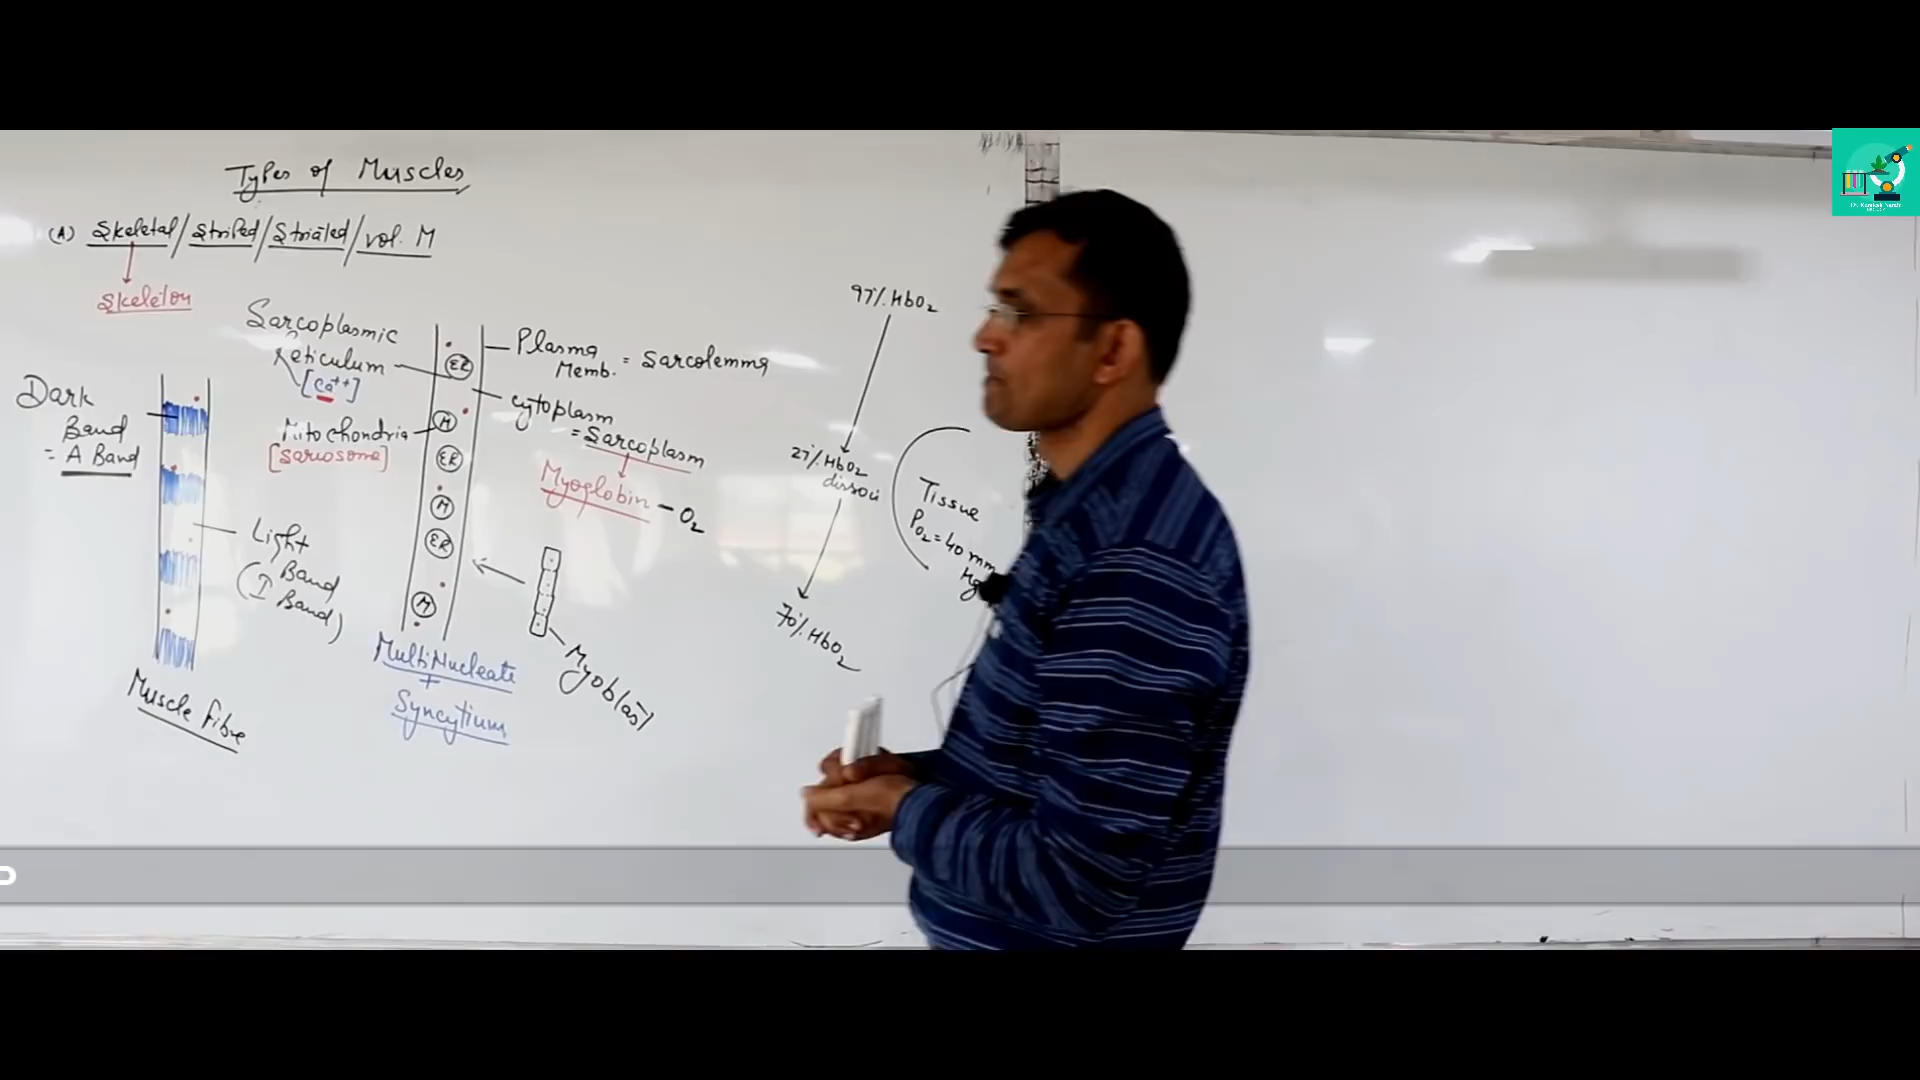 Types of Muscles
(A) Skeletal/Striped/Striated/vol. M
Skeleton
Sarcoplasmic
Reticulum
[Ca++]
Mitochondria
[Sarcosome]
Dark
Band
= A Band
Light
Band
(I
Band)
Muscle Fibre
ER
M
ER
M
ER
M
Plasma
Memb. = Sarcolemma
cytoplasm
= Sarcoplasm
Myoglobin - O2
Myoblast
MultiNucleate
+
Syncytium
97% HbO2
27% HbO2
dissoci
70% HbO2
Tissue
PO2 = 40 mm
Hg